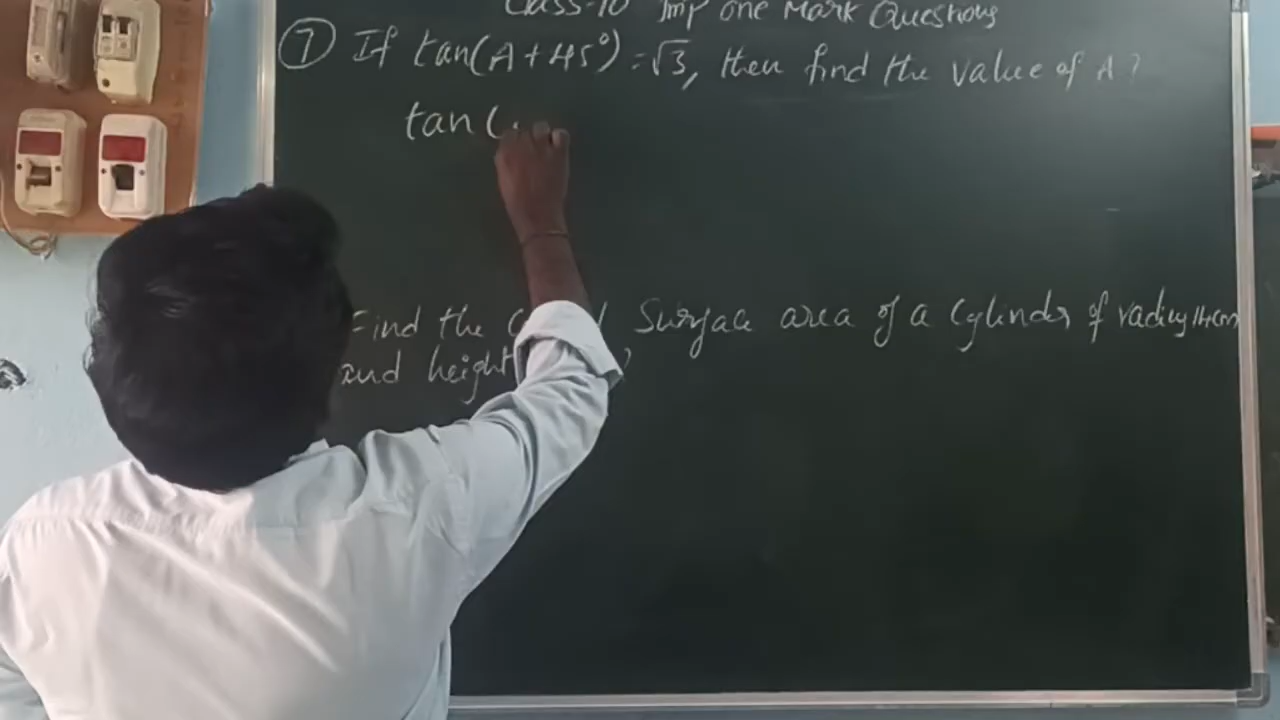 Class-10 Imp one Mark Questions
7 If tan(A+45°)=√3, then find the value of A?
tan(
Find the surface area of a Cylinder of radius 14cm
and height ?